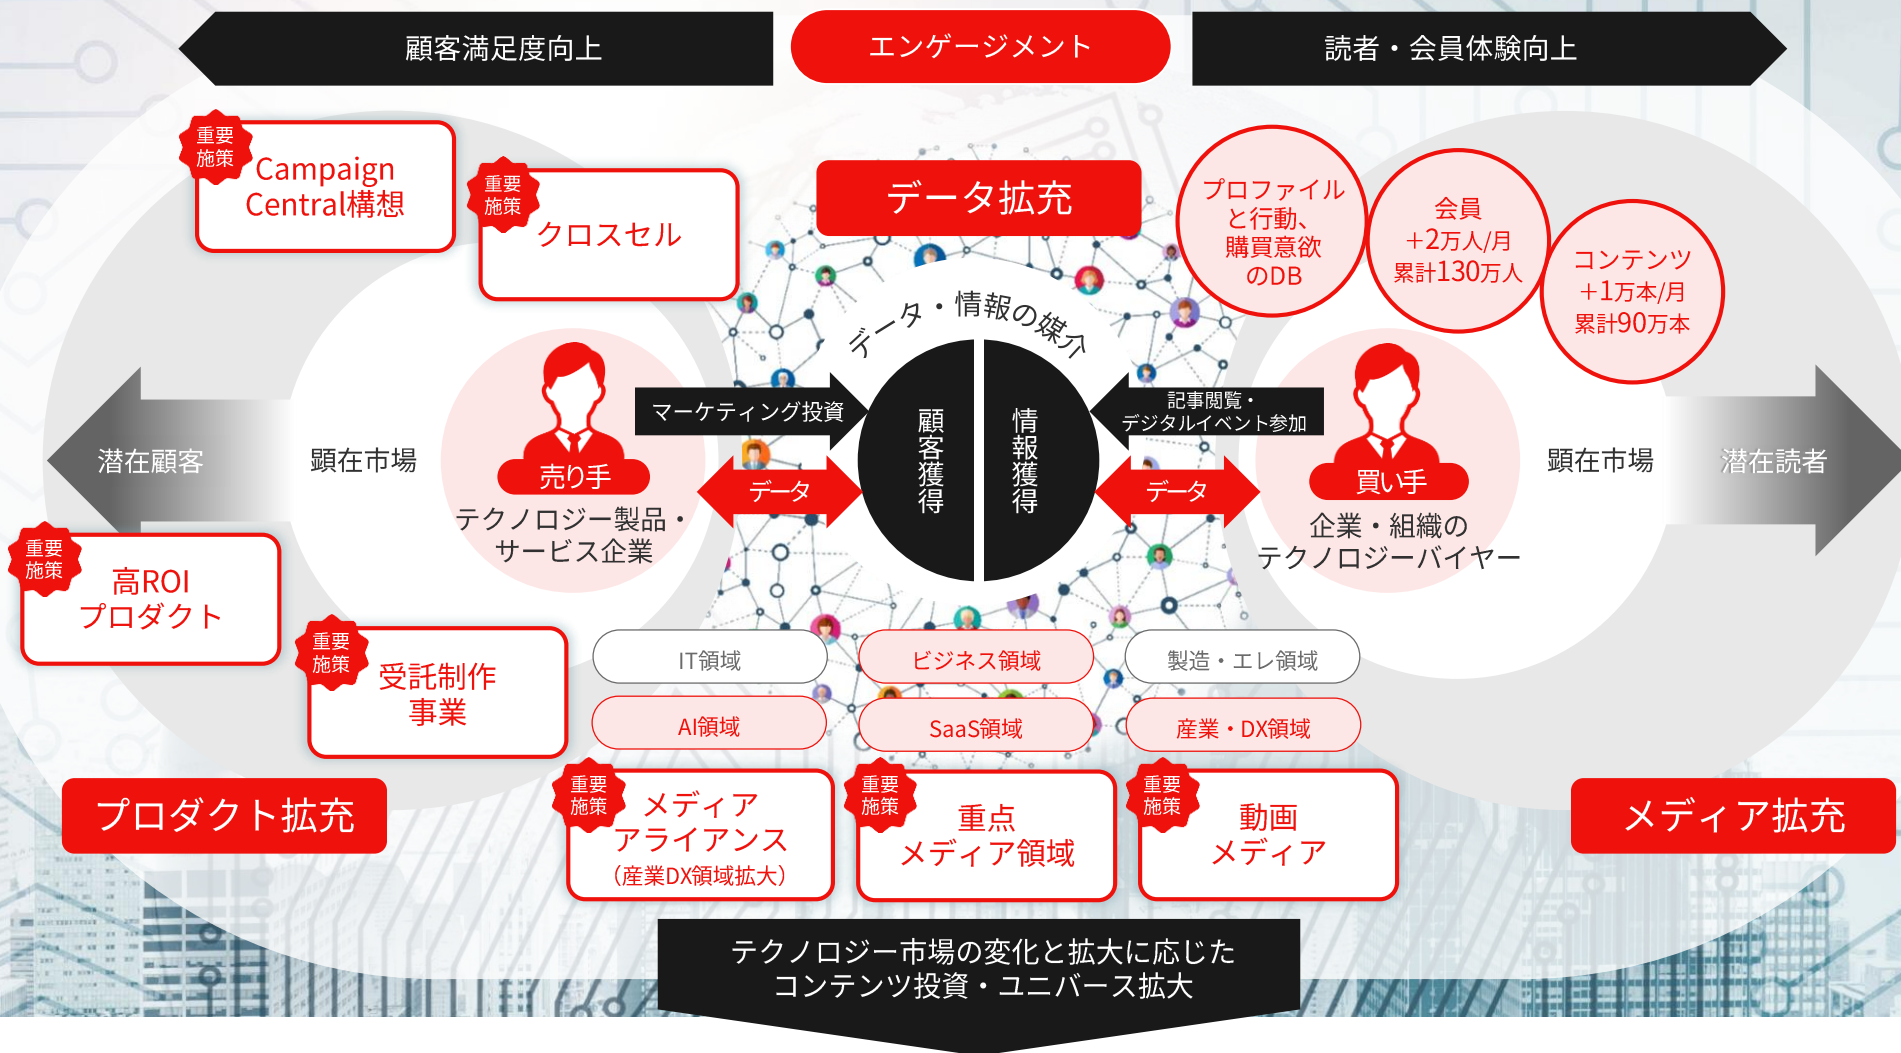 顧客満足度向上
エンゲージメント
読者・会員体験向上
重要
施策
Campaign
Central構想
重要
施策
クロスセル
データ拡充
プロファイル
と行動、
購買意欲
のDB
会員
＋2万人/月
累計130万人
コンテンツ
＋1万本/月
累計90万本
データ・情報の媒介
潜在顧客
顕在市場
売り手
テクノロジー製品・
サービス企業
マーケティング投資
データ
顧客獲得
情報獲得
記事閲覧・
デジタルイベント参加
データ
買い手
企業・組織の
テクノロジーバイヤー
顕在市場
潜在読者
重要
施策
高ROI
プロダクト
重要
施策
受託制作
事業
IT領域
ビジネス領域
製造・エレ領域
AI領域
SaaS領域
産業・DX領域
プロダクト拡充
重要
施策
メディア
アライアンス
（産業DX領域拡大）
重要
施策
重点
メディア領域
重要
施策
動画
メディア
メディア拡充
テクノロジー市場の変化と拡大に応じた
コンテンツ投資・ユニバース拡大